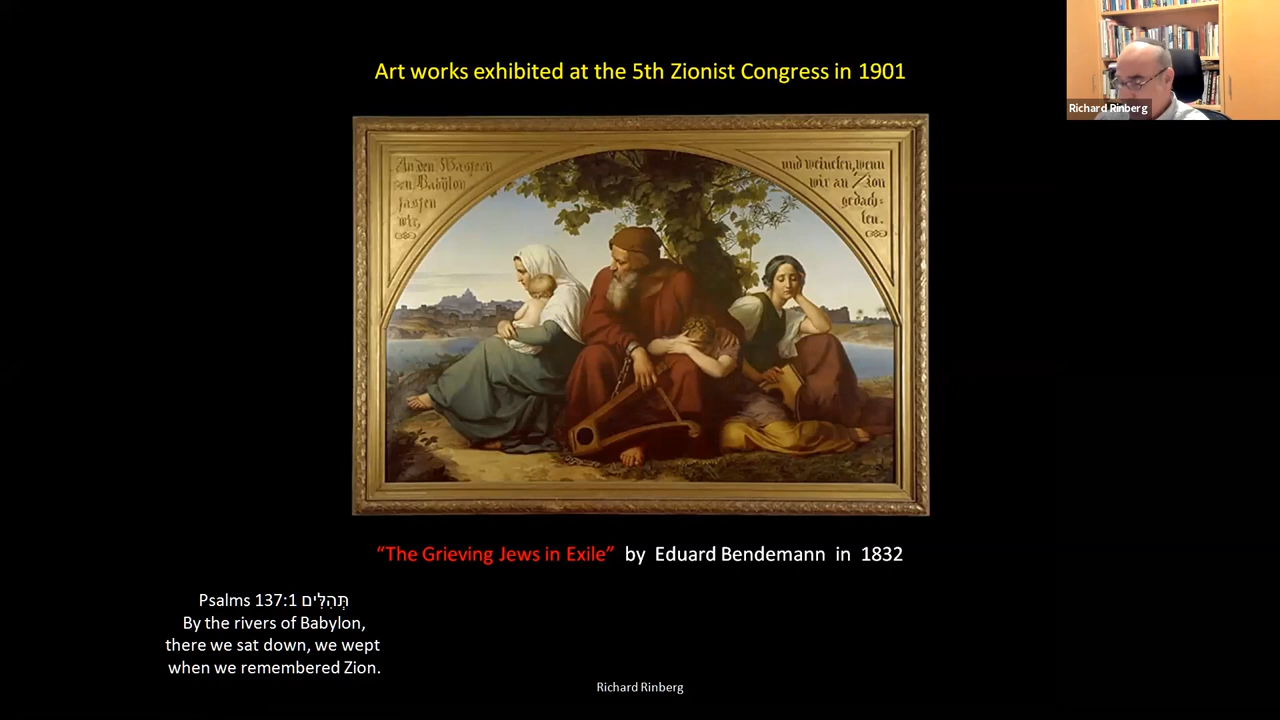 Art works exhibited at the 5th Zionist Congress in 1901
Richard Rinberg
An den Wassern
zu Babylon
sassen
wir,
und weineten, wenn
wir an Zion
gedach=
ten.
“The Grieving Jews in Exile” by Eduard Bendemann in 1832
Psalms 137:1 תְּהִלִּים
By the rivers of Babylon,
there we sat down, we wept
when we remembered Zion.
Richard Rinberg